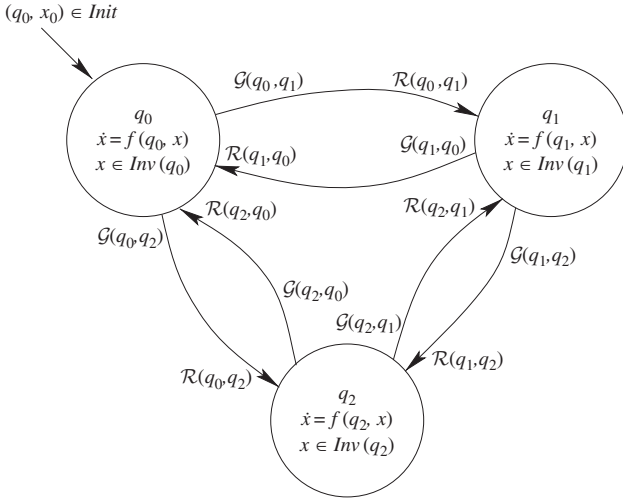 (q₀, x₀) ∈ Init
𝒢(q₀,q₁)
ℛ(q₀,q₁)
q₀
ẋ = f(q₀, x)
x ∈ Inv(q₀)
q₁
ẋ = f(q₁, x)
x ∈ Inv(q₁)
ℛ(q₁,q₀)
𝒢(q₁,q₀)
ℛ(q₂,q₀)
ℛ(q₂,q₁)
𝒢(q₀,q₂)
𝒢(q₁,q₂)
𝒢(q₂,q₀)
𝒢(q₂,q₁)
ℛ(q₀,q₂)
ℛ(q₁,q₂)
q₂
ẋ = f(q₂, x)
x ∈ Inv(q₂)